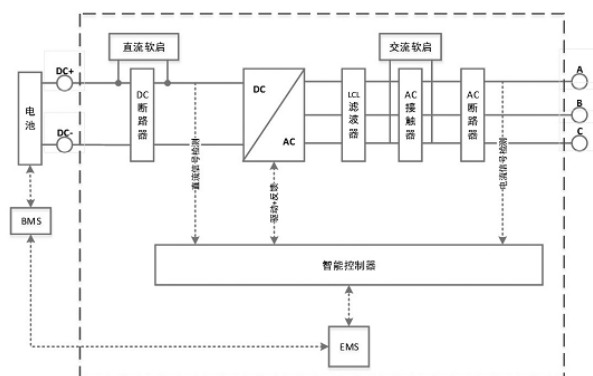 直流软启
交流软启
DC+
DC-
电池
DC
断路器
DC
AC
LCL
滤波器
AC
接触器
AC
断路器
A
B
C
直流信号检测
驱动+反馈
电流信号检测
BMS
智能控制器
EMS